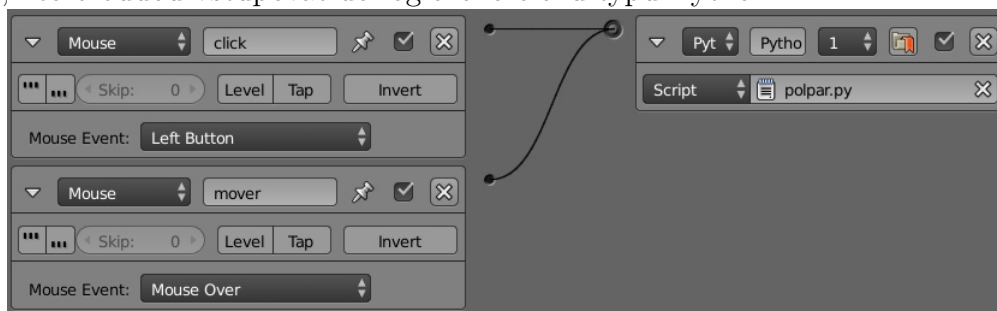 Mouse click
Skip: 0 Level Tap Invert
Mouse Event: Left Button
Mouse mover
Skip: 0 Level Tap Invert
Mouse Event: Mouse Over
Pyt Pytho 1
Script polpar.py